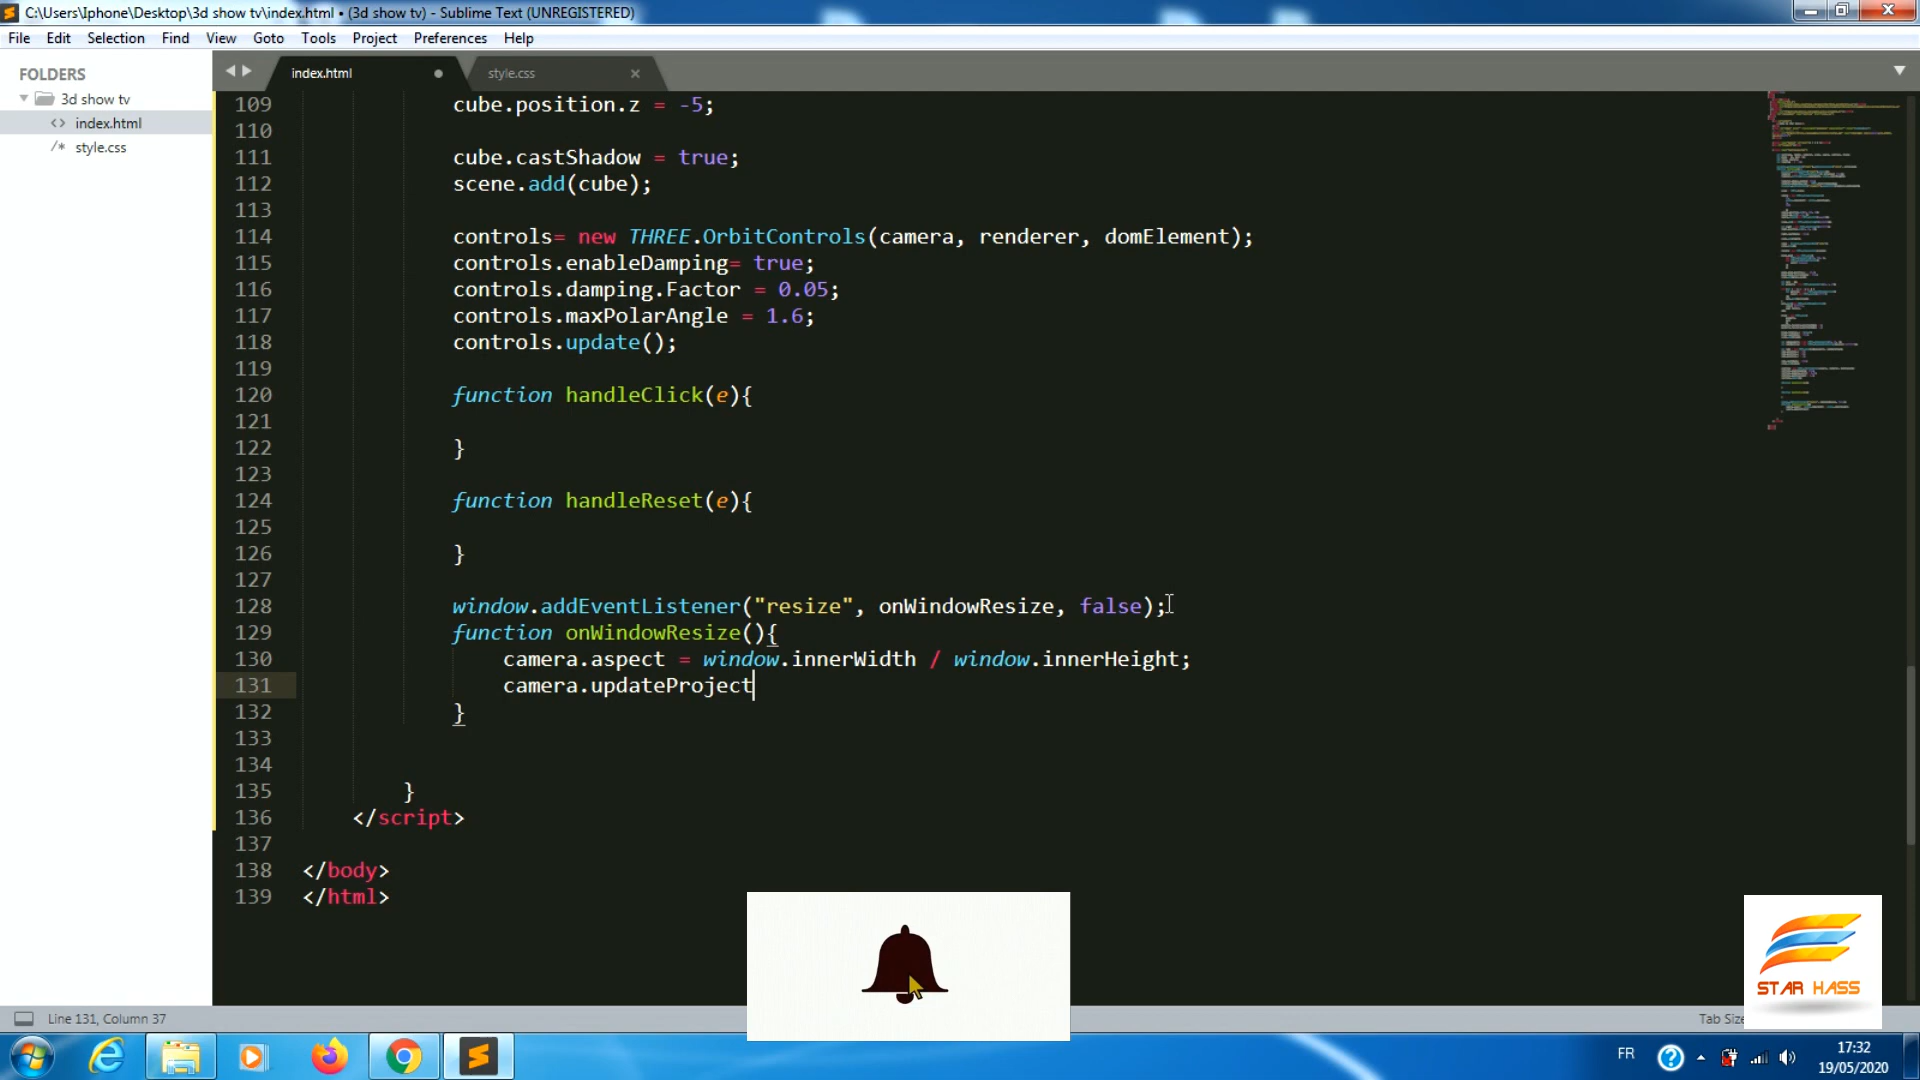 C:\Users\Iphone\Desktop\3d show tv\index.html • (3d show tv) - Sublime Text (UNREGISTERED)
File Edit Selection Find View Goto Tools Project Preferences Help
FOLDERS
3d show tv
<> index.html
/* style.css
index.html
style.css
109 cube.position.z = -5;
110
111 cube.castShadow = true;
112 scene.add(cube);
113
114 controls= new THREE.OrbitControls(camera, renderer, domElement);
115 controls.enableDamping= true;
116 controls.damping.Factor = 0.05;
117 controls.maxPolarAngle = 1.6;
118 controls.update();
119
120 function handleClick(e){
121
122 }
123
124 function handleReset(e){
125
126 }
127
128 window.addEventListener("resize", onWindowResize, false);
129 function onWindowResize(){
130 camera.aspect = window.innerWidth / window.innerHeight;
131 camera.updateProject
132 }
133
134
135 }
136 </script>
137
138 </body>
139 </html>
STAR HASS
Line 131, Column 37
Tab Size
FR
17:32
19/05/2020